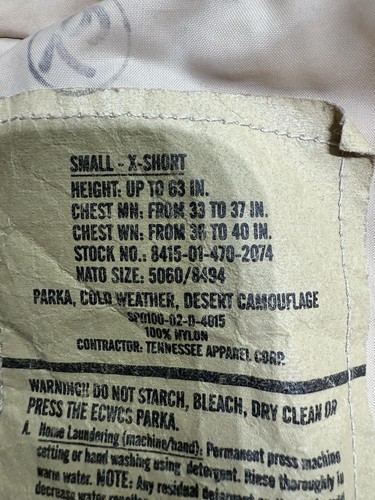 SMALL - X-SHORT
HEIGHT: UP TO 63 IN.
CHEST MN: FROM 33 TO 37 IN.
CHEST WN: FROM 36 TO 40 IN.
STOCK NO.: 8415-01-470-2074
NATO SIZE: 5060/8494
PARKA, COLD WEATHER, DESERT CAMOUFLAGE
SPO100-02-D-4015
100% NYLON
CONTRACTOR: TENNESSEE APPAREL CORP.
WARNING!! DO NOT STARCH, BLEACH, DRY CLEAN OR
PRESS THE ECWCS PARKA.
A. Home Laundering (machine/hand): Permanent press machine
setting or hand washing using detergent. Rinse thoroughly in
warm water. NOTE: Any residual
decrease water